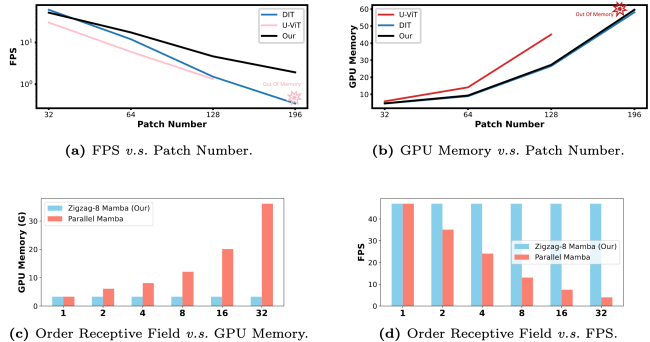 DiT
U-ViT
Our
10¹
10⁰
FPS
Out Of Memory
32
64
128
196
Patch Number
(a) FPS v.s. Patch Number.
U-ViT
DiT
Our
Out Of Memory
60
50
40
30
20
10
GPU Memory
32
64
128
196
Patch Number
(b) GPU Memory v.s. Patch Number.
Zigzag-8 Mamba (Our)
Parallel Mamba
30
20
10
0
GPU Memory (G)
1
2
4
8
16
32
(c) Order Receptive Field v.s. GPU Memory.
40
30
20
10
0
FPS
Zigzag-8 Mamba (Our)
Parallel Mamba
1
2
4
8
16
32
(d) Order Receptive Field v.s. FPS.